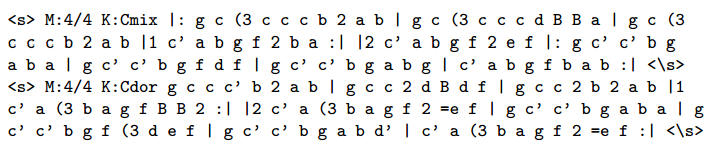 <s> M:4/4 K:Cmix |: g c (3 c c c b 2 a b | g c (3 c c c d B B a | g c (3
c c c b 2 a b |1 c’ a b g f 2 b a :| |2 c’ a b g f 2 e f |: g c’ c’ b g
a b a | g c’ c’ b g f d f | g c’ c’ b g a b g | c’ a b g f b a b :| <\s>
<s> M:4/4 K:Cdor g c c c’ b 2 a b | g c c 2 d B d f | g c c 2 b 2 a b |1
c’ a (3 b a g f B B 2 :| |2 c’ a (3 b a g f 2 =e f | g c’ c’ b g a b a | g
c’ c’ b g f (3 d e f | g c’ c’ b g a b d’ | c’ a (3 b a g f 2 =e f :| <\s>